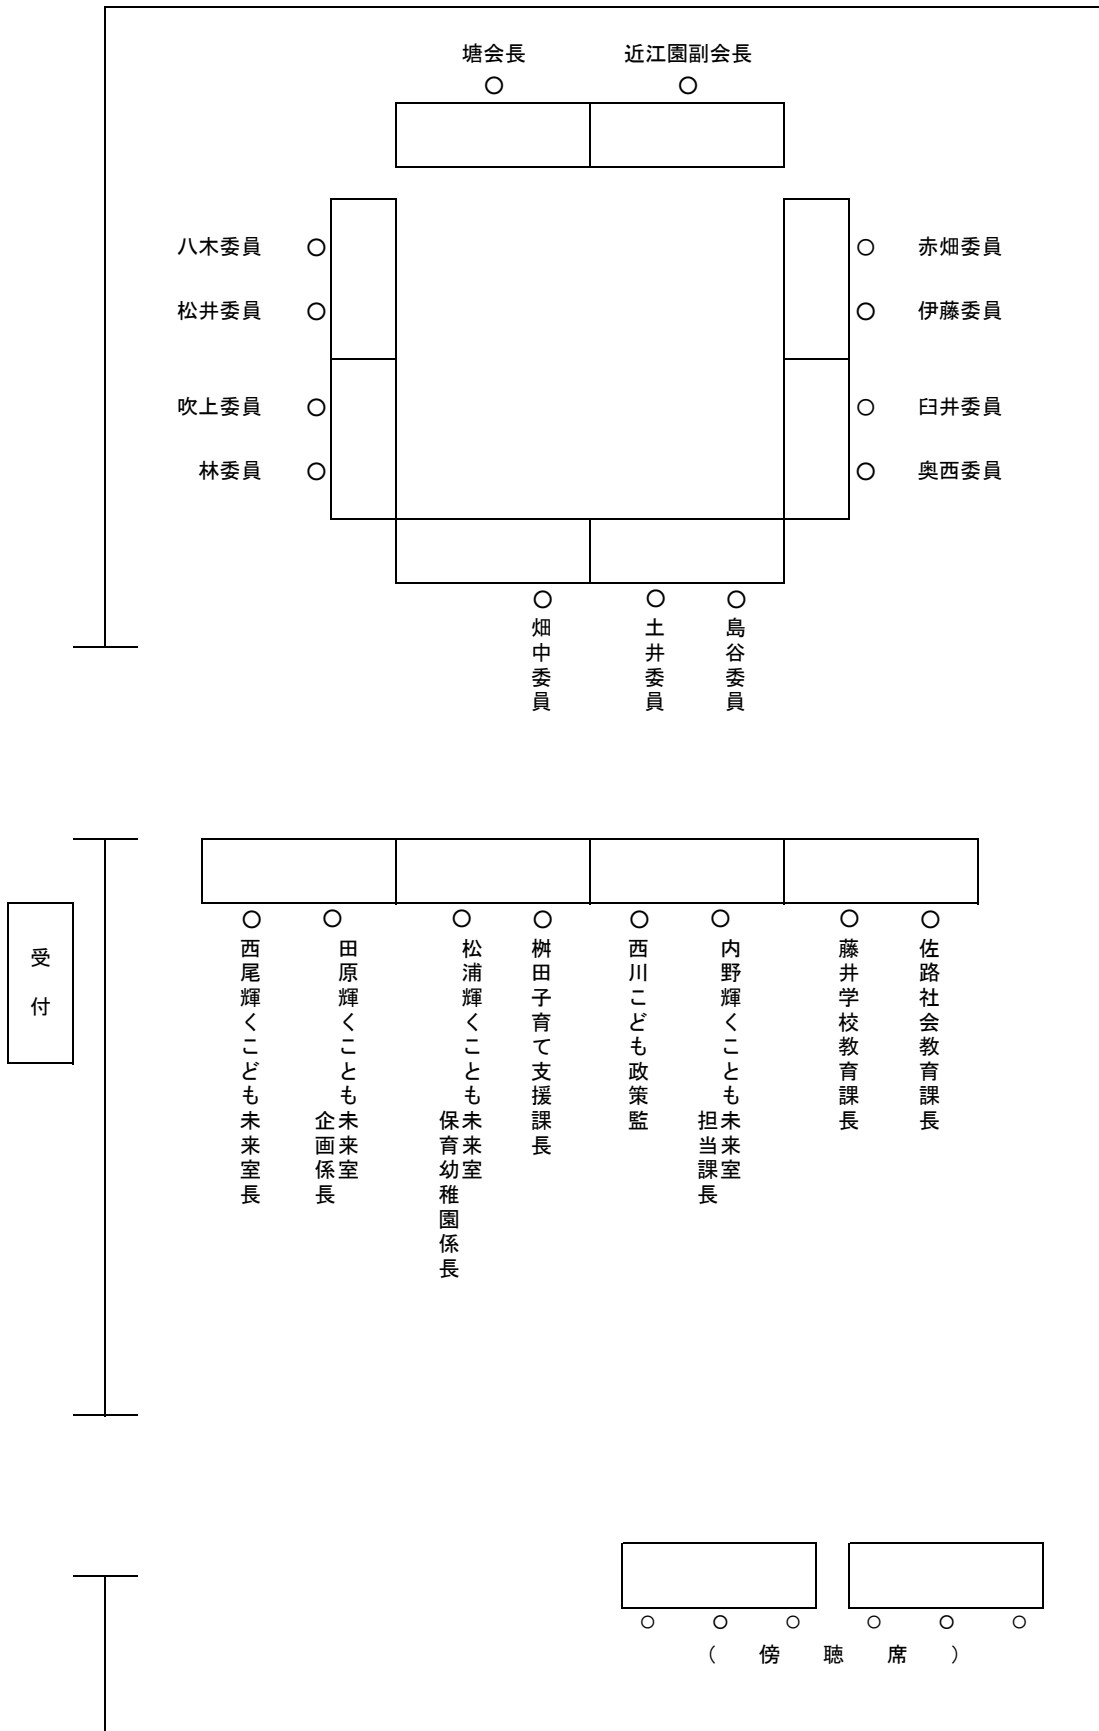 塘会長
近江園副会長
八木委員
松井委員
吹上委員
林委員
赤畑委員
伊藤委員
臼井委員
奥西委員
畑中委員
土井委員
島谷委員
受付
西尾輝くこども未来室長
田原輝くことも未来室
企画係長
松浦輝くことも未来室
保育幼稚園係長
桝田子育て支援課長
西川こども政策監
内野輝くことも未来室
担当課長
藤井学校教育課長
佐路社会教育課長
（　傍　聴　席　）